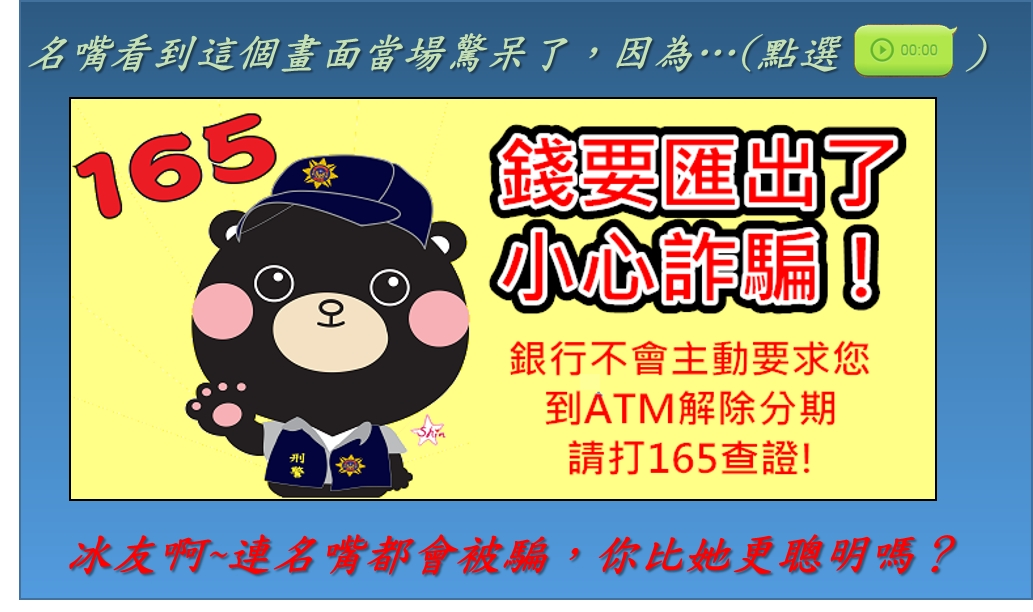 名嘴看到這個畫面當場驚呆了，因為…(點選 00:00 )
165
錢要匯出了
小心詐騙！
銀行不會主動要求您
到ATM解除分期
請打165查證!
Shin
刑
警
冰友啊~連名嘴都會被騙，你比她更聰明嗎？